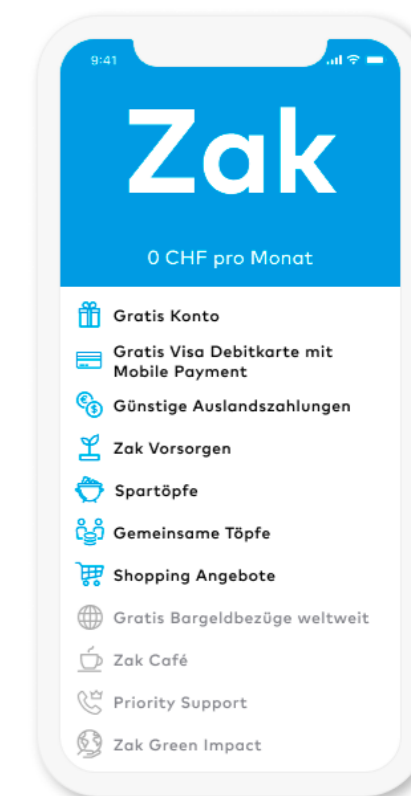 9:41
Zak
0 CHF pro Monat
Gratis Konto
Gratis Visa Debitkarte mit
Mobile Payment
Günstige Auslandszahlungen
Zak Vorsorgen
Spartöpfe
Gemeinsame Töpfe
Shopping Angebote
Gratis Bargeldbezüge weltweit
Zak Café
Priority Support
Zak Green Impact